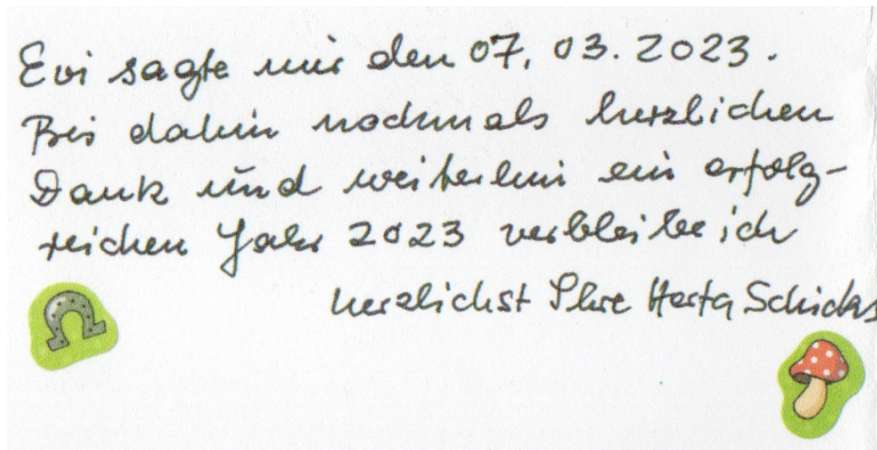 Evi sagte mir den 07. 03. 2023.
Bis dahin nochmals herzlichen
Dank und weiterhin ein erfolg-
reichen Jahr 2023 verbleibe ich
herzlichst Ihre Herta